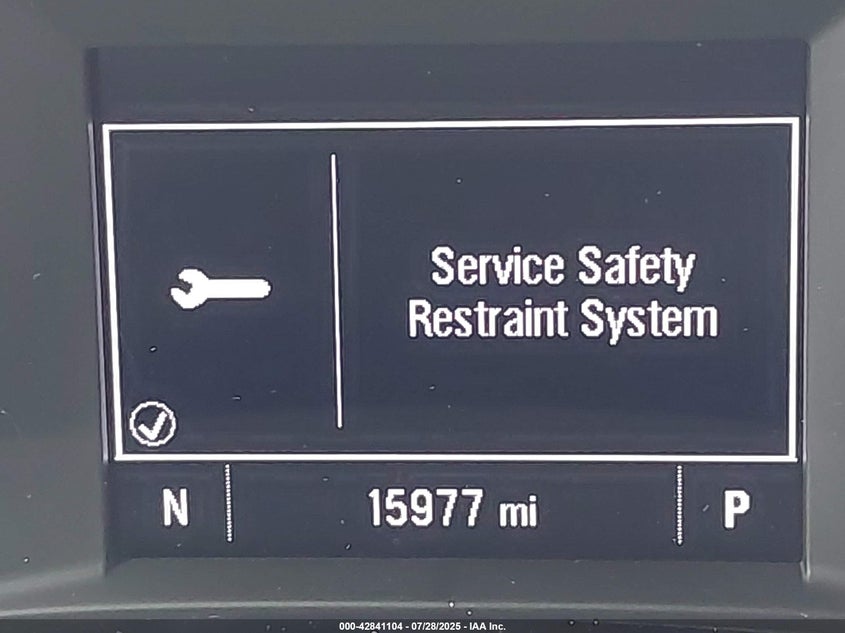 Service Safety
Restraint System
N 15977 mi P
000-42841104 - 07/28/2025 - IAA Inc.